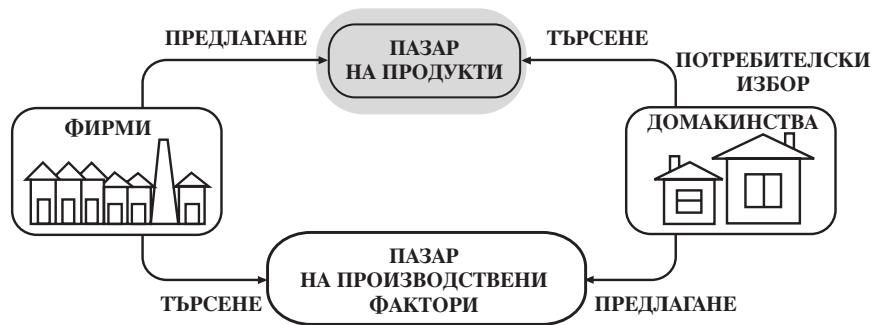 ПРЕДЛАГАНЕ
ПАЗАР
НА ПРОДУКТИ
ТЪРСЕНЕ
ПОТРЕБИТЕЛСКИ
ИЗБОР
ФИРМИ
ДОМАКИНСТВА
ПАЗАР
НА ПРОИЗВОДСТВЕНИ
ФАКТОРИ
ТЪРСЕНЕ
ПРЕДЛАГАНЕ